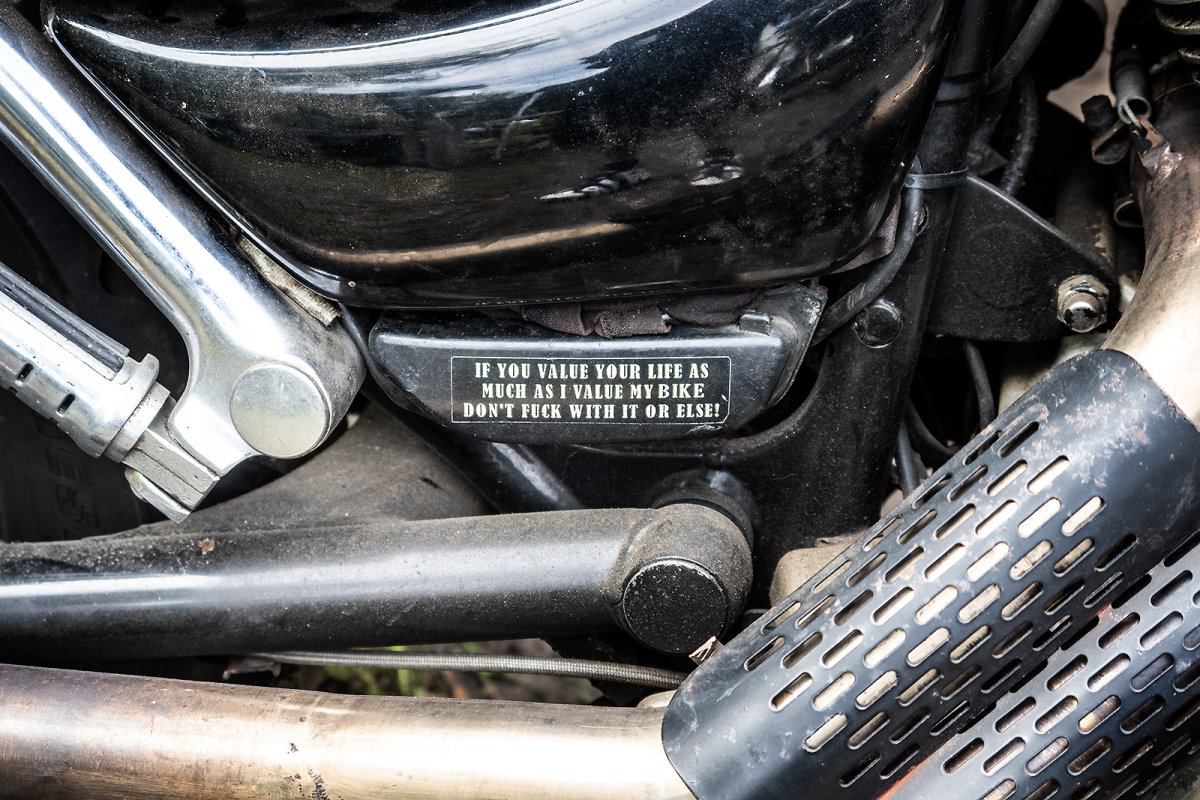 IF YOU VALUE YOUR LIFE AS
MUCH AS I VALUE MY BIKE
DON'T FUCK WITH IT OR ELSE!